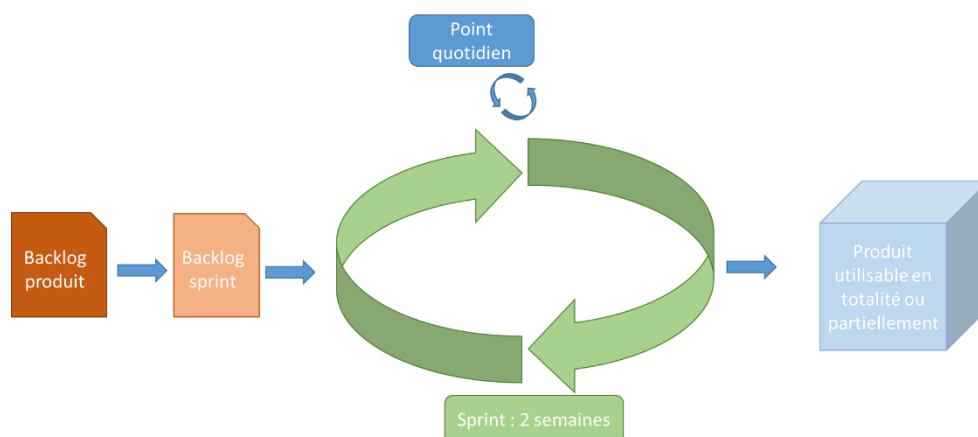 Point
quotidien
Backlog
produit
Backlog
sprint
Produit
utilisable en
totalité ou
partiellement
Sprint : 2 semaines